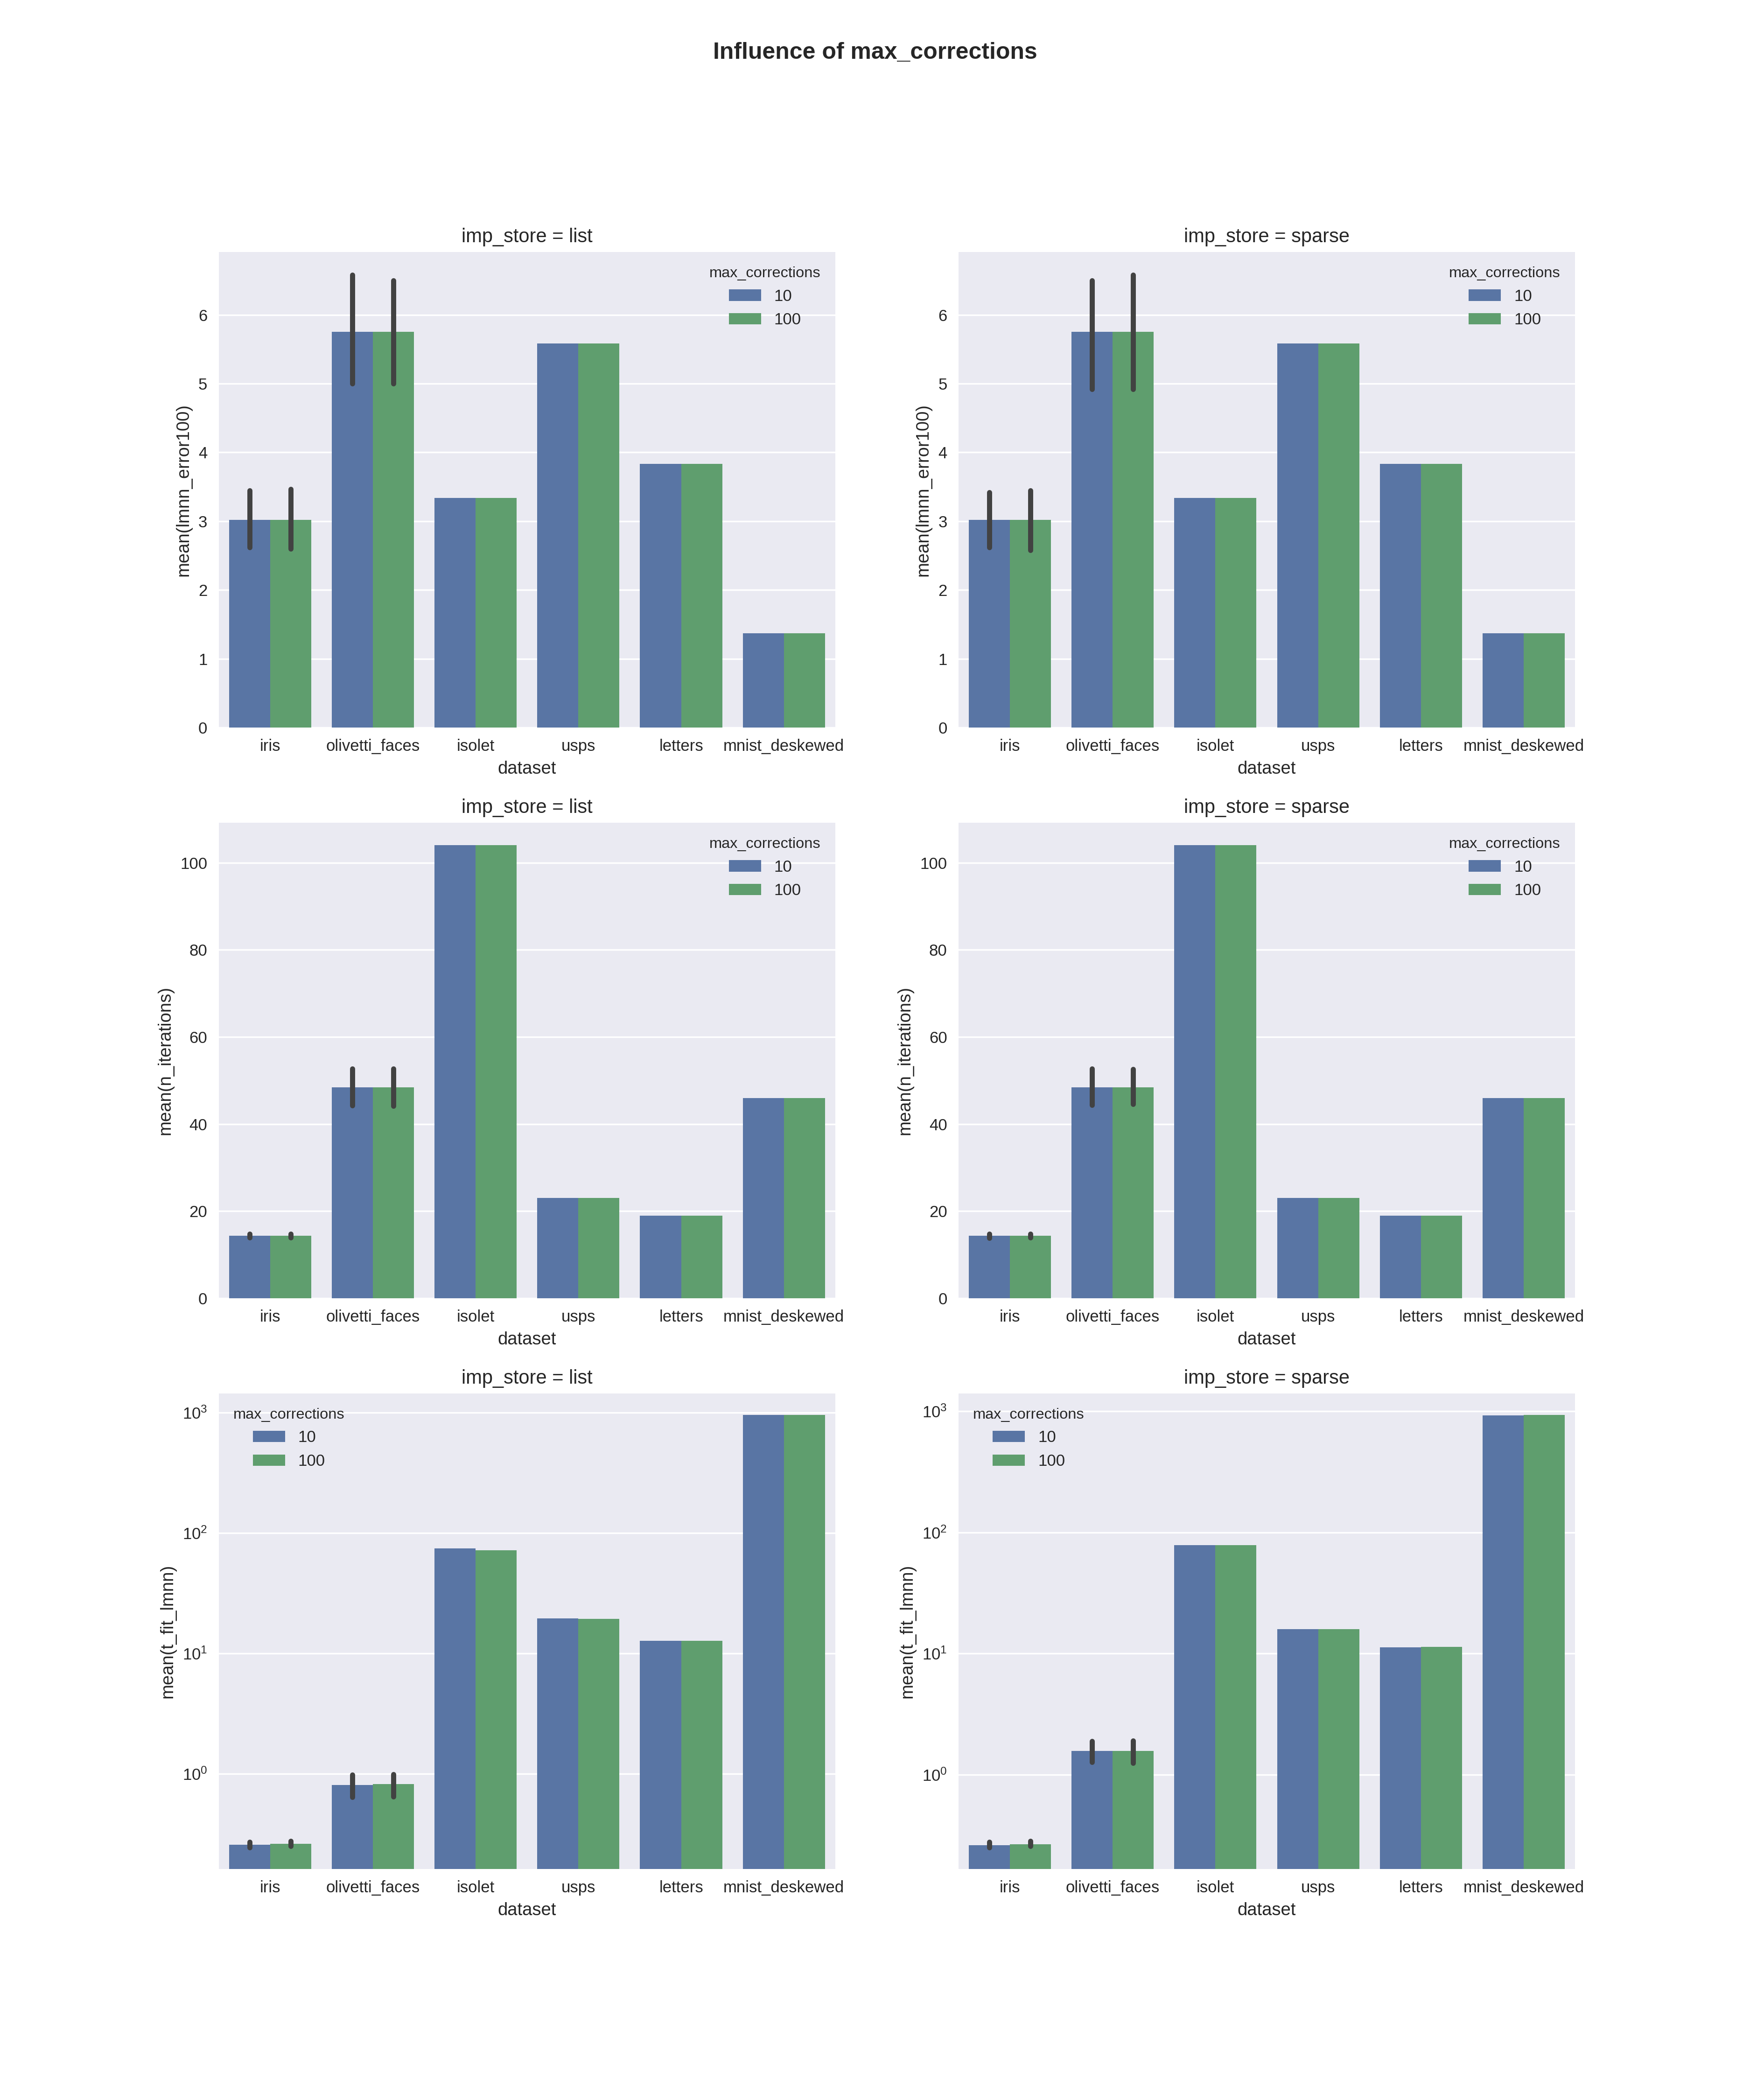 Influence of max_corrections
imp_store = list
max_corrections
10
100
6
5
4
3
2
1
0
mean(lmnn_error100)
iris olivetti_faces isolet usps letters mnist_deskewed
dataset
imp_store = sparse
max_corrections
10
100
6
5
4
3
2
1
0
mean(lmnn_error100)
iris olivetti_faces isolet usps letters mnist_deskewed
dataset
imp_store = list
max_corrections
10
100
100
80
60
40
20
0
mean(n_iterations)
iris olivetti_faces isolet usps letters mnist_deskewed
dataset
imp_store = sparse
max_corrections
10
100
100
80
60
40
20
0
mean(n_iterations)
iris olivetti_faces isolet usps letters mnist_deskewed
dataset
imp_store = list
max_corrections
10
100
10³
10²
10¹
10⁰
mean(t_fit_lmnn)
iris olivetti_faces isolet usps letters mnist_deskewed
dataset
imp_store = sparse
max_corrections
10
100
10³
10²
10¹
10⁰
mean(t_fit_lmnn)
iris olivetti_faces isolet usps letters mnist_deskewed
dataset